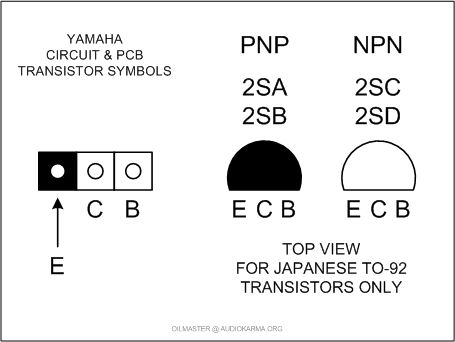 YAMAHA
CIRCUIT & PCB
TRANSISTOR SYMBOLS
PNP
NPN
2SA
2SB
2SC
2SD
C B
E
E C B
E C B
TOP VIEW
FOR JAPANESE TO-92
TRANSISTORS ONLY
OILMASTER @ AUDIOKARMA.ORG